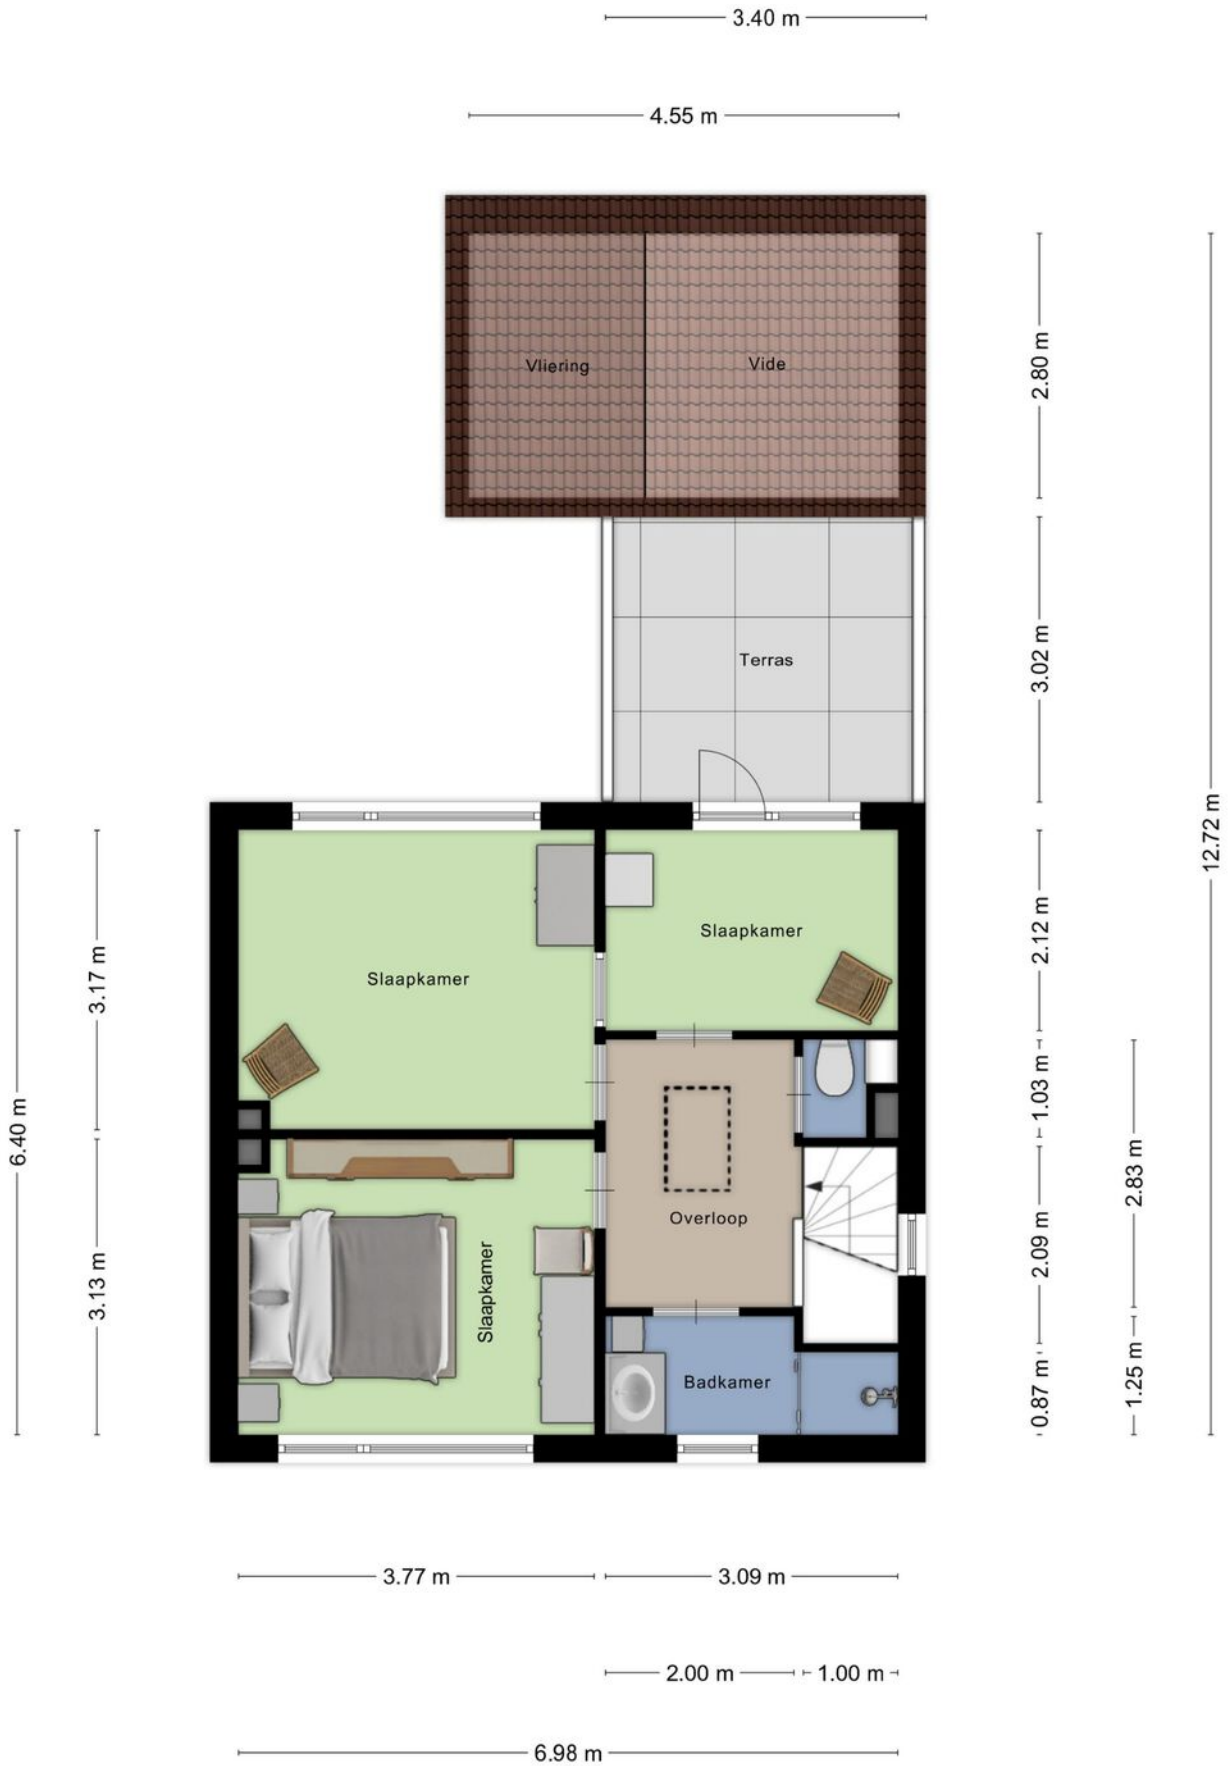 3.40 m
4.55 m
Vliering
Vide
2.80 m
Terras
3.02 m
12.72 m
Slaapkamer
2.12 m
Slaapkamer
3.17 m
6.40 m
1.03 m
2.83 m
Overloop
2.09 m
Slaapkamer
3.13 m
Badkamer
0.87 m
1.25 m
3.77 m
3.09 m
2.00 m
1.00 m
6.98 m